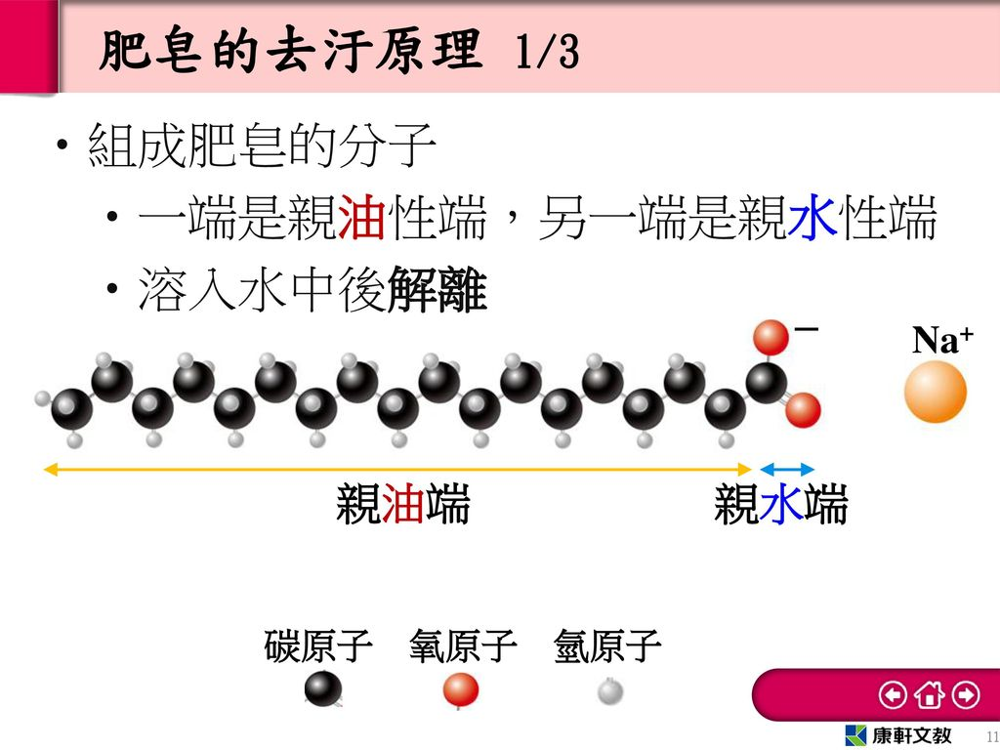 肥皂的去汙原理 1/3
•組成肥皂的分子
•一端是親油性端，另一端是親水性端
•溶入水中後解離
−
Na⁺
親油端 親水端
碳原子 氧原子 氫原子
康軒文教 11